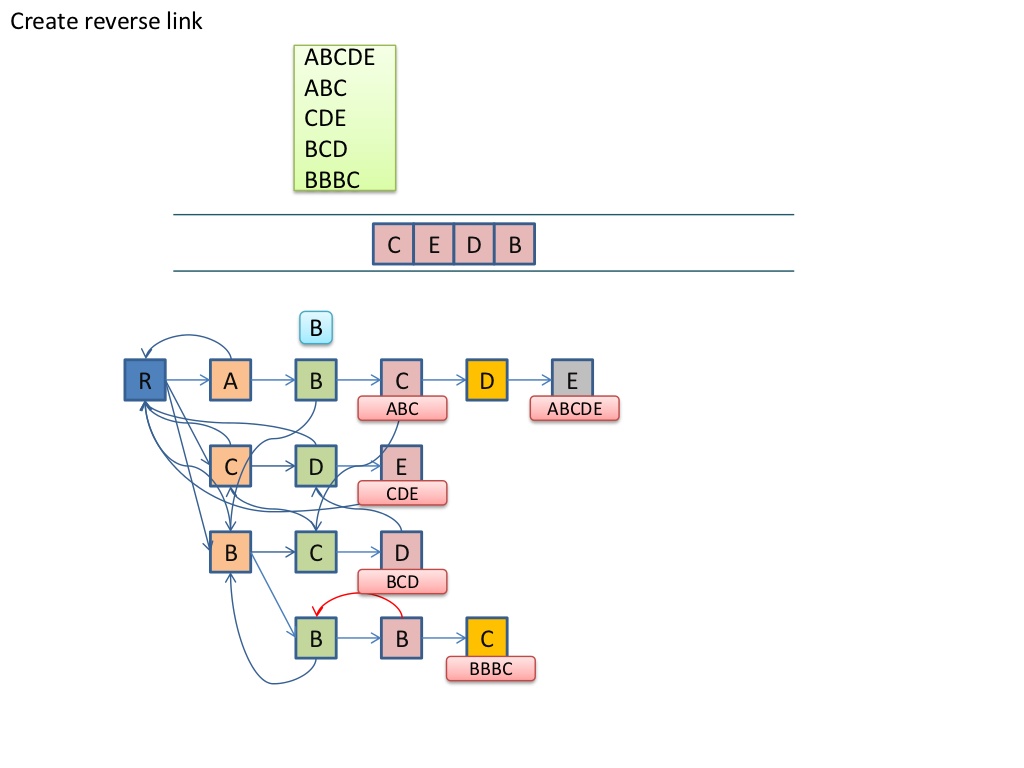 Create reverse link
ABCDE
ABC
CDE
BCD
BBBC
C E D B
B
R A B C D E
ABC ABCDE
C D E
CDE
B C D
BCD
B B C
BBBC